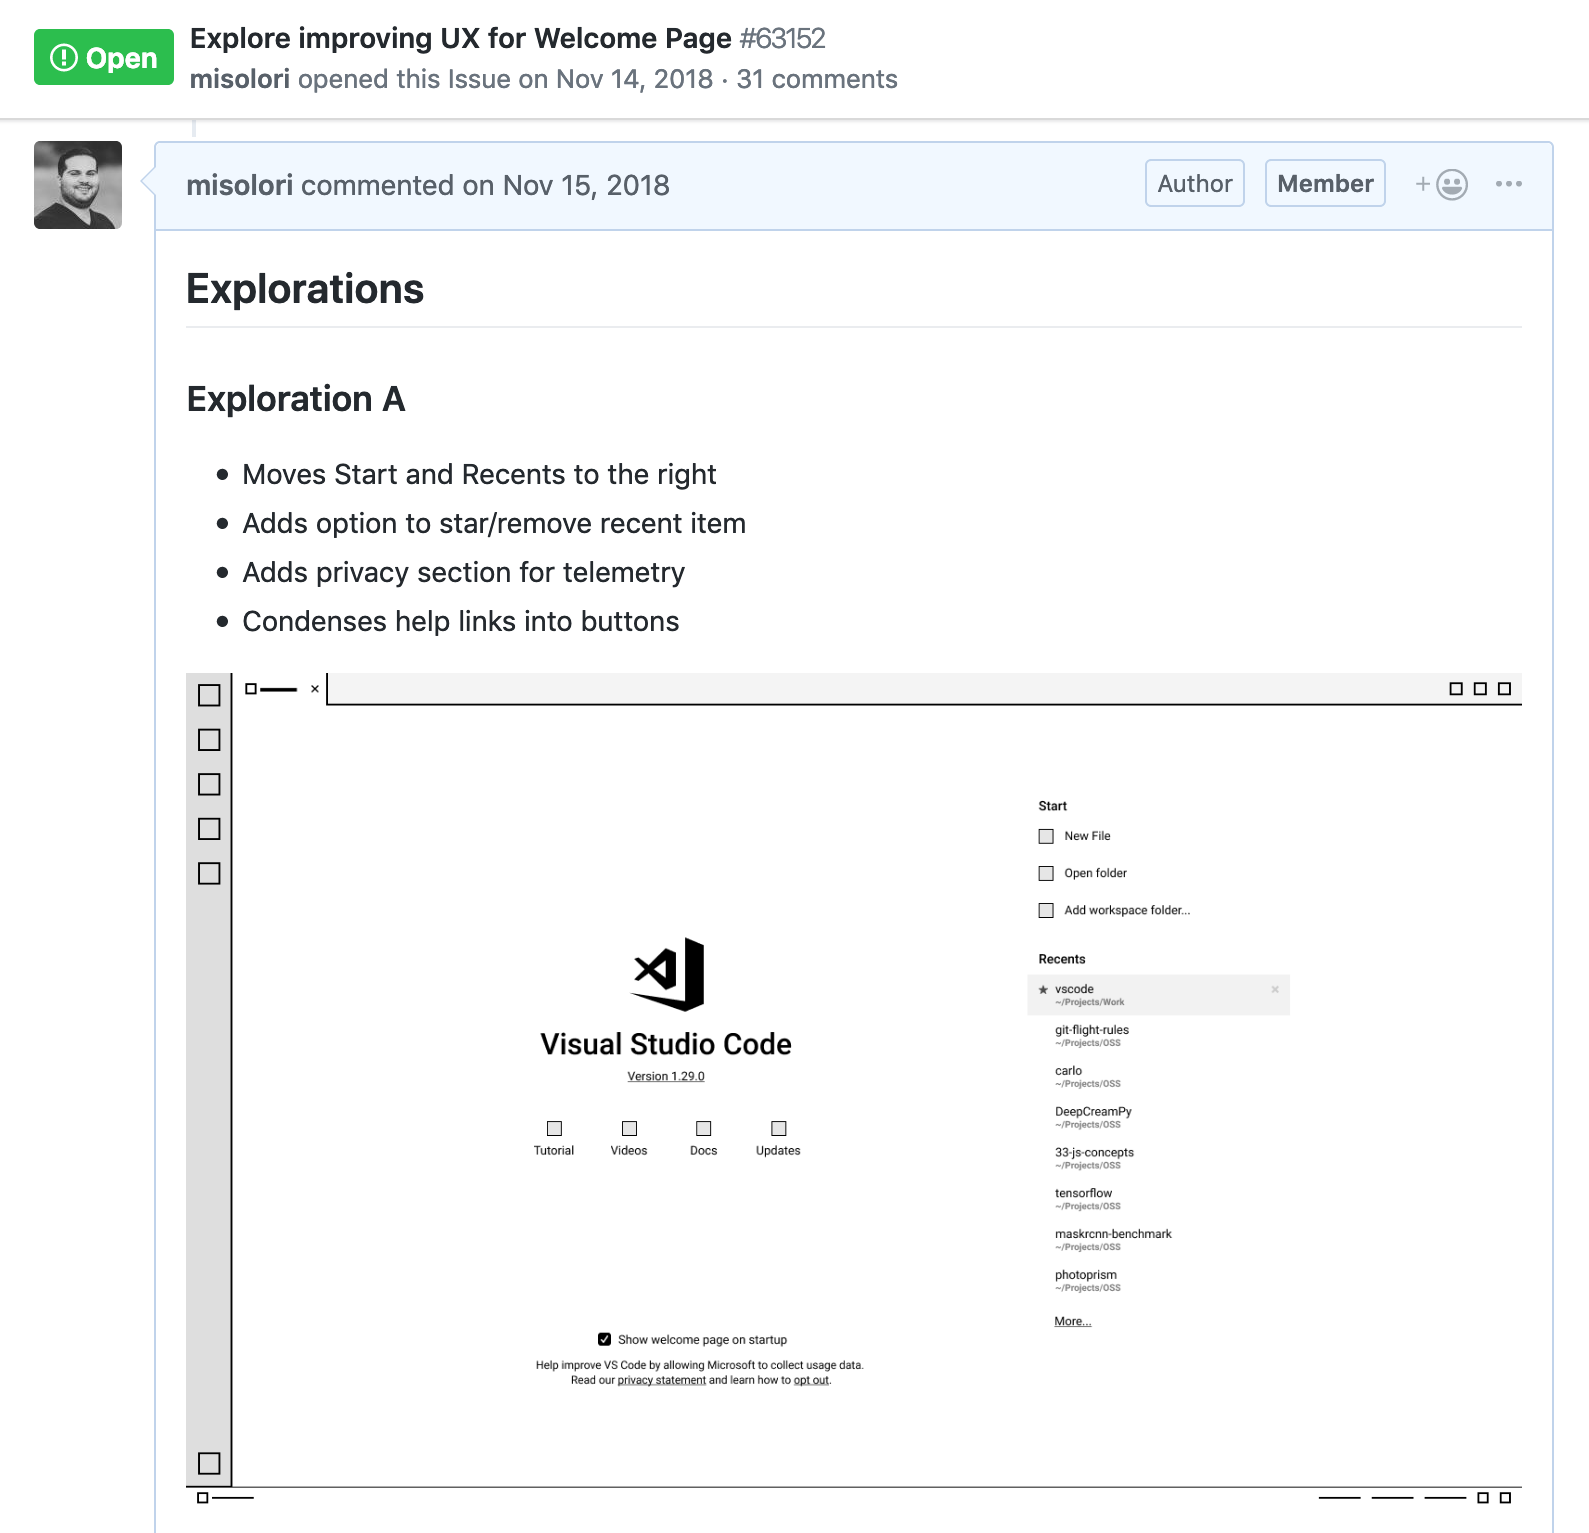 Open
Explore improving UX for Welcome Page #63152
misolori opened this Issue on Nov 14, 2018 · 31 comments
misolori commented on Nov 15, 2018
Author
Member
Explorations
Exploration A
• Moves Start and Recents to the right
• Adds option to star/remove recent item
• Adds privacy section for telemetry
• Condenses help links into buttons
Visual Studio Code
Version 1.29.0
Tutorial
Videos
Docs
Updates
Show welcome page on startup
Help improve VS Code by allowing Microsoft to collect usage data.
Read our privacy statement and learn how to opt out.
Start
New File
Open folder
Add workspace folder...
Recents
vscode
~/Projects/Work
git-flight-rules
~/Projects/OSS
carlo
~/Projects/OSS
DeepCreamPy
~/Projects/OSS
33-js-concepts
~/Projects/OSS
tensorflow
~/Projects/OSS
maskrcnn-benchmark
~/Projects/OSS
photoprism
~/Projects/OSS
More...